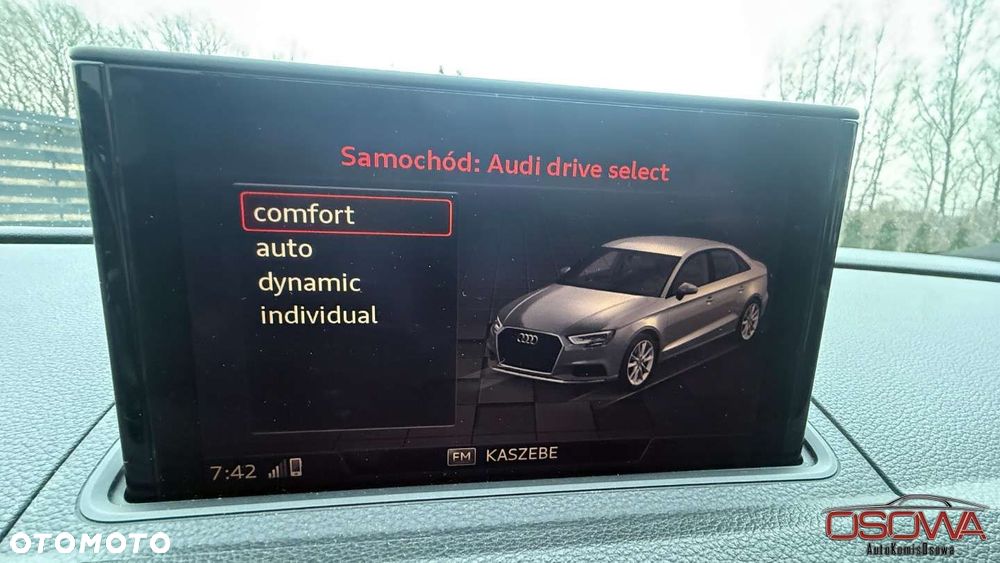 Samochód: Audi drive select
comfort
auto
dynamic
individual
7:42
FM KASZEBE
OTOMOTO
OSOWA
AutoKomisOsowa